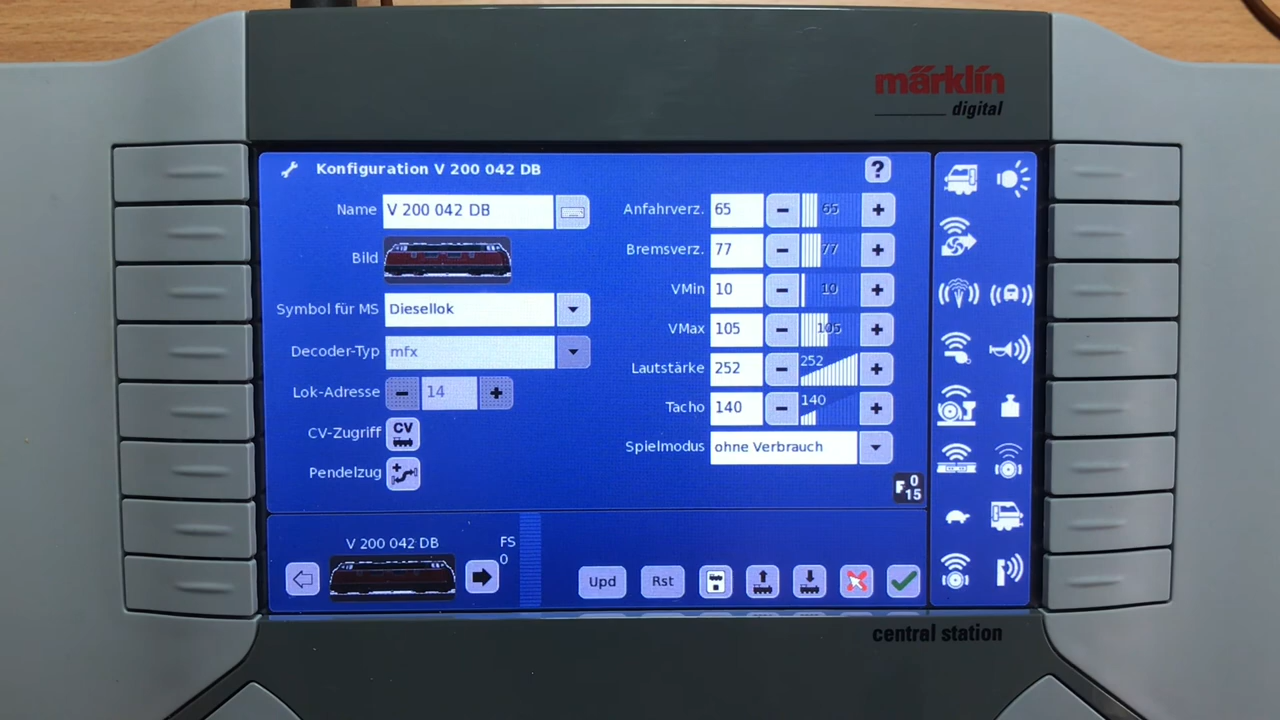 märklin
digital
Konfiguration V 200 042 DB
?
Name V 200 042 DB
Bild
Symbol für MS Diesellok
Decoder-Typ mfx
Lok-Adresse − 14 +
CV-Zugriff CV
Pendelzug
Anfahrverz. 65 − 65 +
Bremsverz. 77 − 77 +
VMin 10 − 10 +
VMax 105 − 105 +
Lautstärke 252 − 252 +
Tacho 140 − 140 +
Spielmodus ohne Verbrauch
F 0
15
V 200 042 DB
FS
0
Upd Rst
central station